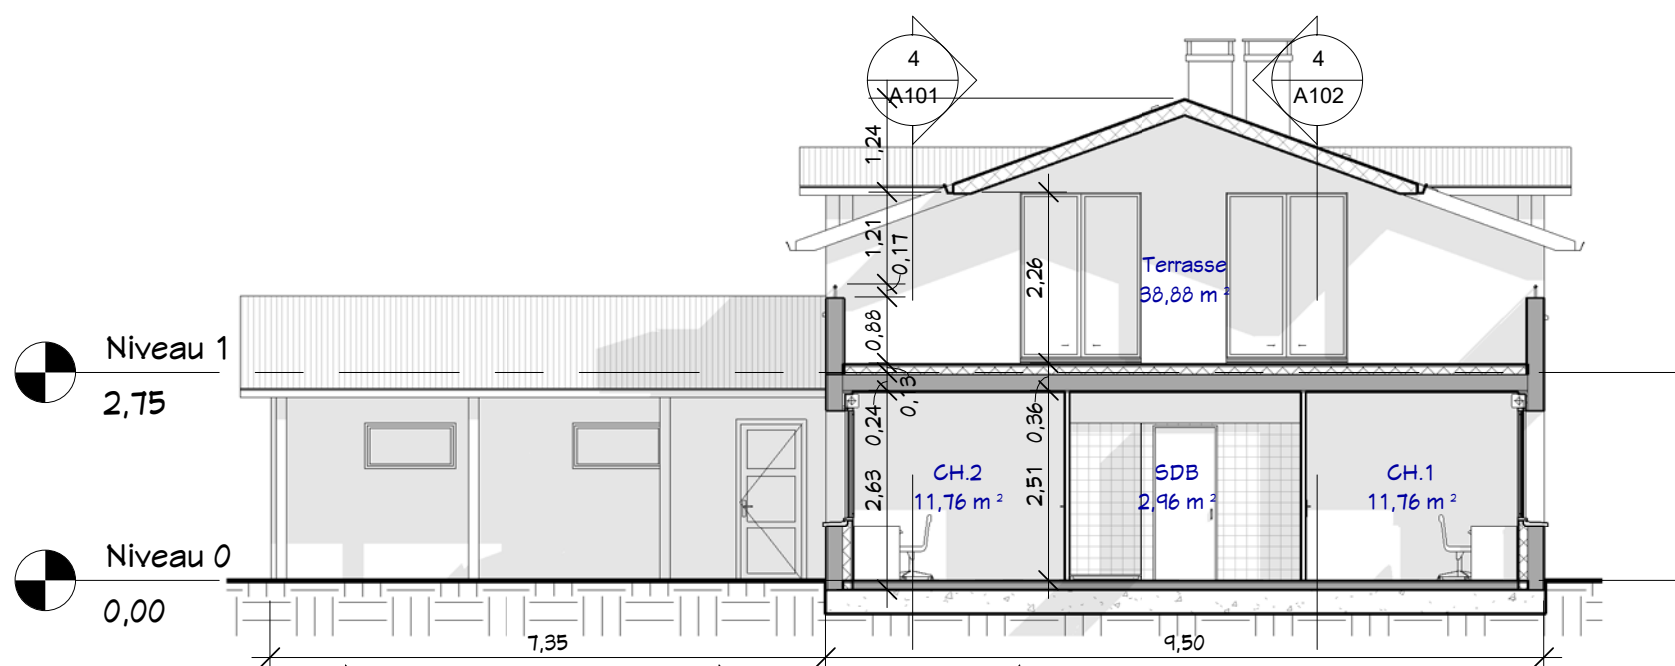 4
A101
4
A102
1,24
1,21
0,17
2,26
Terrasse
38,88 m²
0,88
Niveau 1
2,75
0,13
0,24
0,36
CH.2
11,76 m²
SDB
2,96 m²
CH.1
11,76 m²
2,63
2,51
Niveau 0
0,00
7,35
9,50